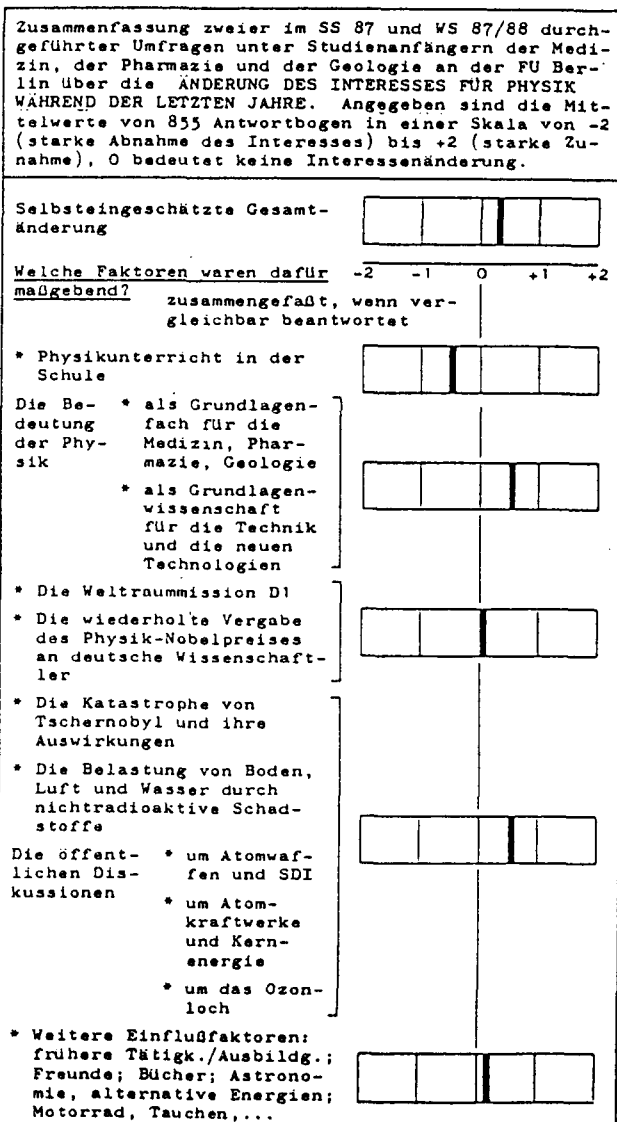 Zusammenfassung zweier im SS 87 und WS 87/88 durch-
geführter Umfragen unter Studienanfängern der Medi-
zin, der Pharmazie und der Geologie an der FU Ber-
lin über die ÄNDERUNG DES INTERESSES FÜR PHYSIK
WÄHREND DER LETZTEN JAHRE. Angegeben sind die Mit-
telwerte von 855 Antwortbogen in einer Skala von -2
(starke Abnahme des Interesses) bis +2 (starke Zu-
nahme), 0 bedeutet keine Interessenänderung.
Selbsteingeschätzte Gesamt-
änderung
Welche Faktoren waren dafür
maßgebend?
-2 -1 0 +1 +2
zusammengefaßt, wenn ver-
gleichbar beantwortet
* Physikunterricht in der
Schule
Die Be-
deutung
der Phy-
sik
* als Grundlagen-
fach für die
Medizin, Phar-
mazie, Geologie
* als Grundlagen-
wissenschaft
für die Technik
und die neuen
Technologien
* Die Weltraummission D1
* Die wiederholte Vergabe
des Physik-Nobelpreises
an deutsche Wissenschaft-
ler
* Die Katastrophe von
Tschernobyl und ihre
Auswirkungen
* Die Belastung von Boden,
Luft und Wasser durch
nichtradioaktive Schad-
stoffe
Die öffent-
lichen Dis-
kussionen
* um Atomwaf-
fen und SDI
* um Atom-
kraftwerke
und Kern-
energie
* um das Ozon-
loch
* Weitere Einflußfaktoren:
frühere Tätigk./Ausbildg.;
Freunde; Bücher; Astrono-
mie, alternative Energien;
Motorrad, Tauchen,...